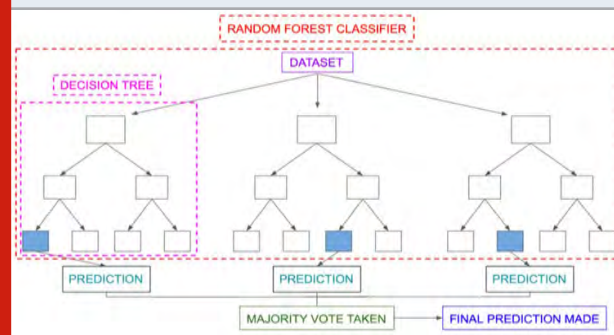 RANDOM FOREST CLASSIFIER
DATASET
DECISION TREE
PREDICTION
PREDICTION
PREDICTION
MAJORITY VOTE TAKEN
FINAL PREDICTION MADE